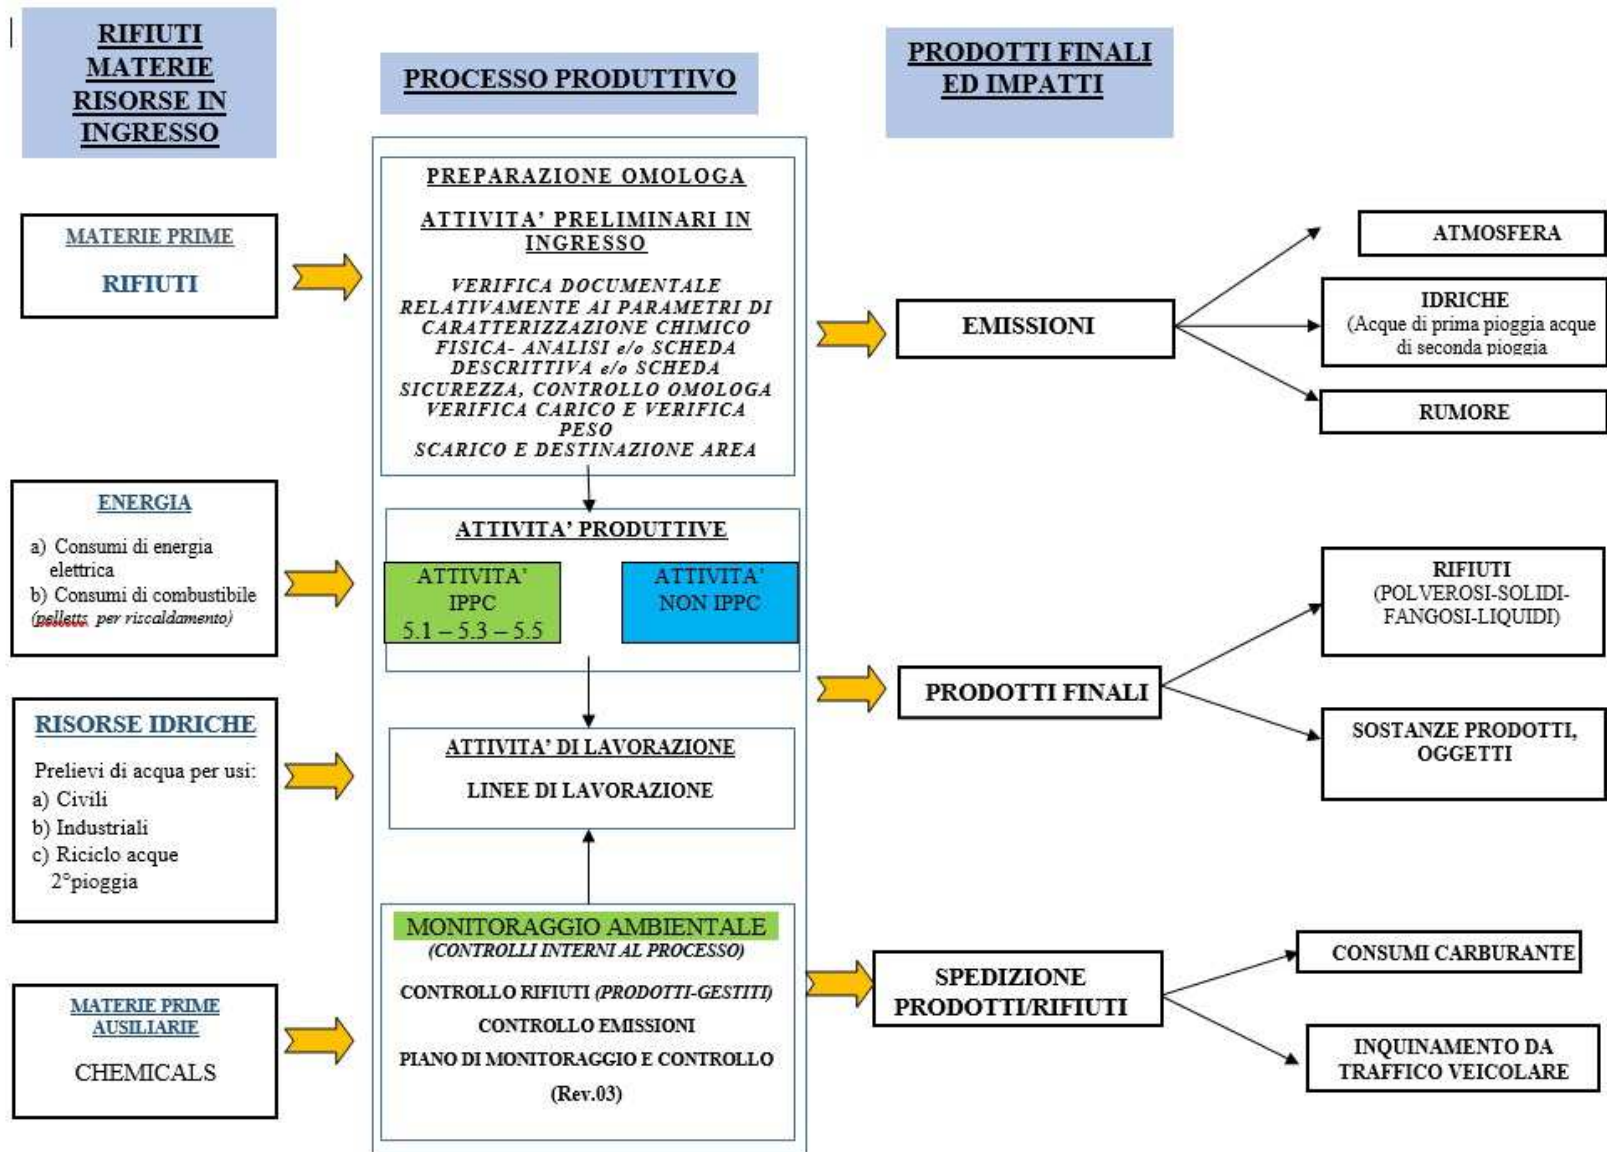 RIFIUTI
MATERIE
RISORSE IN
INGRESSO
MATERIE PRIME
RIFIUTI
ENERGIA
a) Consumi di energia
elettrica
b) Consumi di combustibile
(pelletts per riscaldamento)
RISORSE IDRICHE
Prelievi di acqua per usi:
a) Civili
b) Industriali
c) Riciclo acque
2°pioggia
MATERIE PRIME
AUSILIARIE
CHEMICALS
PROCESSO PRODUTTIVO
PREPARAZIONE OMOLOGA
ATTIVITA’ PRELIMINARI IN
INGRESSO
VERIFICA DOCUMENTALE
RELATIVAMENTE AI PARAMETRI DI
CARATTERIZZAZIONE CHIMICO
FISICA- ANALISI e/o SCHEDA
DESCRITTIVA e/o SCHEDA
SICUREZZA, CONTROLLO OMOLOGA
VERIFICA CARICO E VERIFICA
PESO
SCARICO E DESTINAZIONE AREA
ATTIVITA’ PRODUTTIVE
ATTIVITA’
IPPC
5.1 – 5.3 – 5.5
ATTIVITA’
NON IPPC
ATTIVITA’ DI LAVORAZIONE
LINEE DI LAVORAZIONE
MONITORAGGIO AMBIENTALE
(CONTROLLI INTERNI AL PROCESSO)
CONTROLLO RIFIUTI (PRODOTTI-GESTITI)
CONTROLLO EMISSIONI
PIANO DI MONITORAGGIO E CONTROLLO
(Rev.03)
PRODOTTI FINALI
ED IMPATTI
EMISSIONI
ATMOSFERA
IDRICHE
(Acque di prima pioggia acque
di seconda pioggia
RUMORE
PRODOTTI FINALI
RIFIUTI
(POLVEROSI-SOLIDI-
FANGOSI-LIQUIDI)
SOSTANZE PRODOTTI,
OGGETTI
SPEDIZIONE
PRODOTTI/RIFIUTI
CONSUMI CARBURANTE
INQUINAMENTO DA
TRAFFICO VEICOLARE